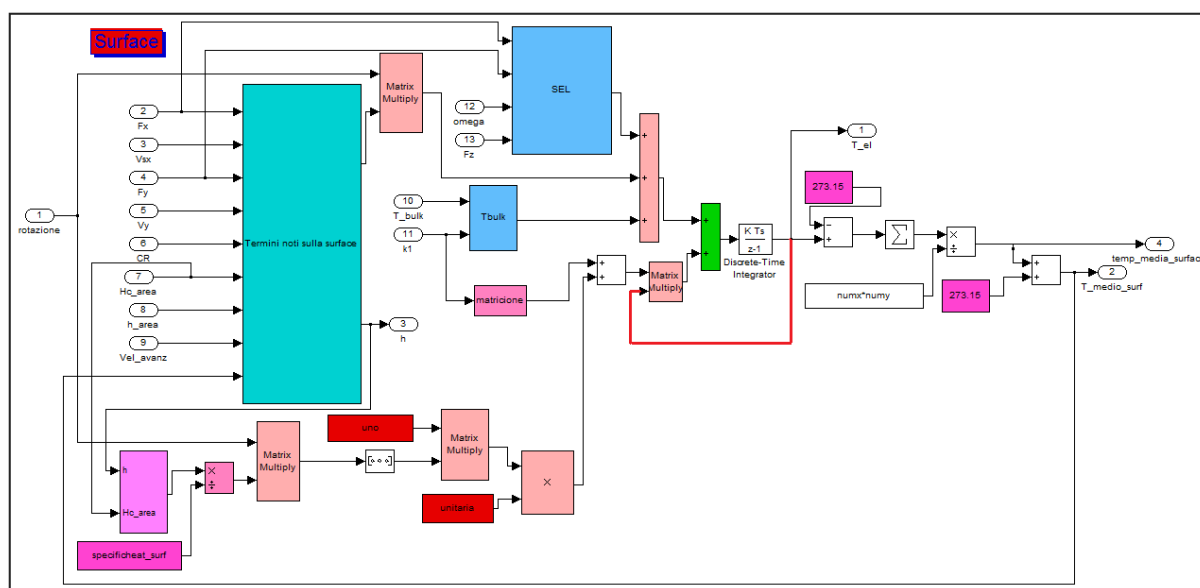 Surface
1
rotazione
2
Fx
3
Vsx
4
Fy
5
Vy
6
CR
7
Ho_area
8
h_area
9
Vel_avanz
Termini noti sulla surface
Matrix
Multiply
SEL
12
omega
13
Fz
10
T_bulk
11
k1
Tbulk
matricione
3
h
+
+
+
+
+
Matrix
Multiply
+
+
K Ts
z-1
Discrete-Time
Integrator
1
T_el
273.15
−
+
Σ
×
÷
numx*numy
273.15
+
+
4
temp_media_surfac
2
T_medio_surf
h
Ho_area
×
÷
specificheat_surf
Matrix
Multiply
uno
Matrix
Multiply
unitaria
×